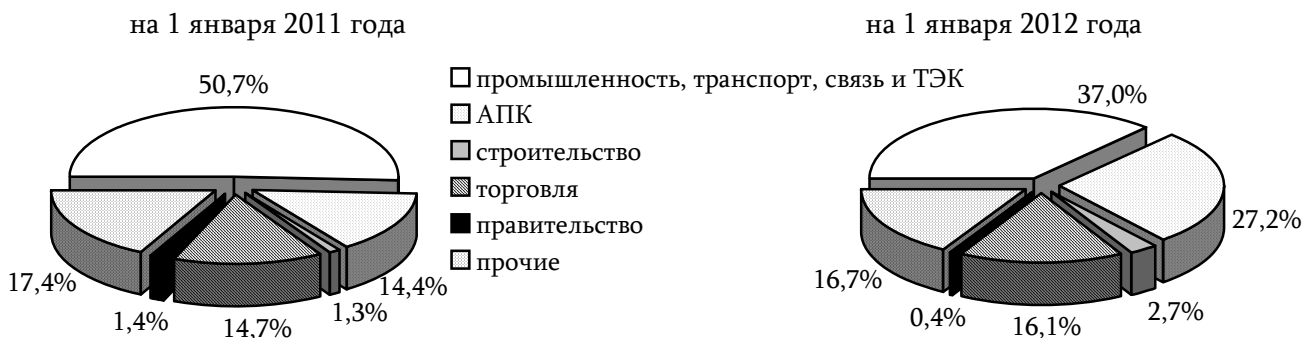 на 1 января 2011 года
на 1 января 2012 года
50,7%
17,4%
1,4%
14,7%
1,3%
14,4%
промышленность, транспорт, связь и ТЭК
АПК
строительство
торговля
правительство
прочие
37,0%
27,2%
16,7%
0,4%
16,1%
2,7%